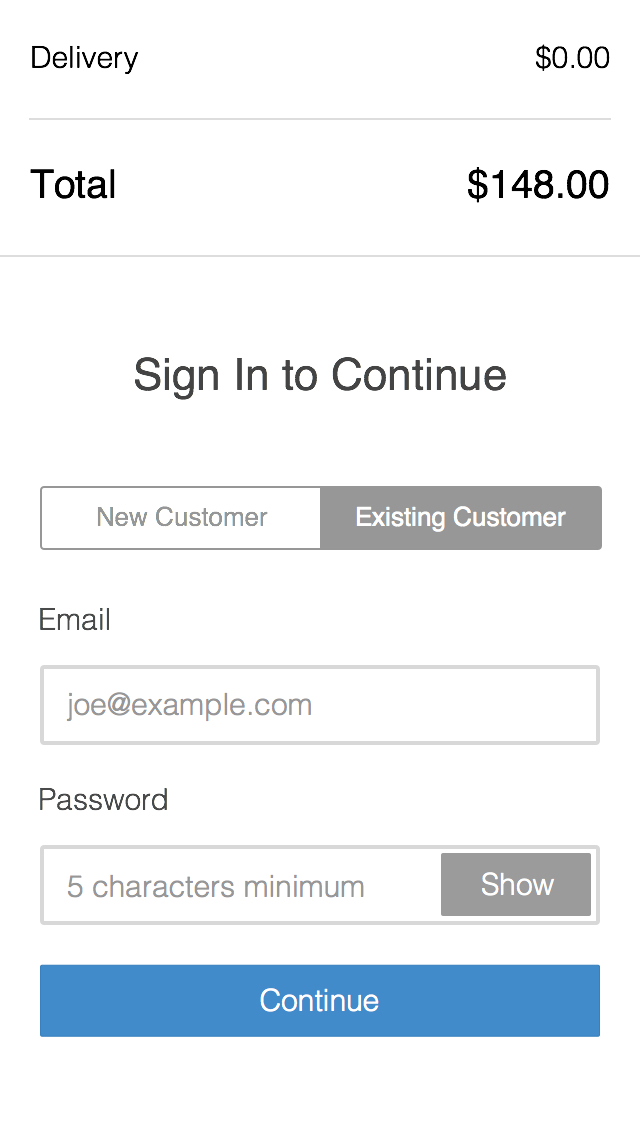 Delivery $0.00
Total $148.00
Sign In to Continue
New Customer Existing Customer
Email
joe@example.com
Password
5 characters minimum Show
Continue